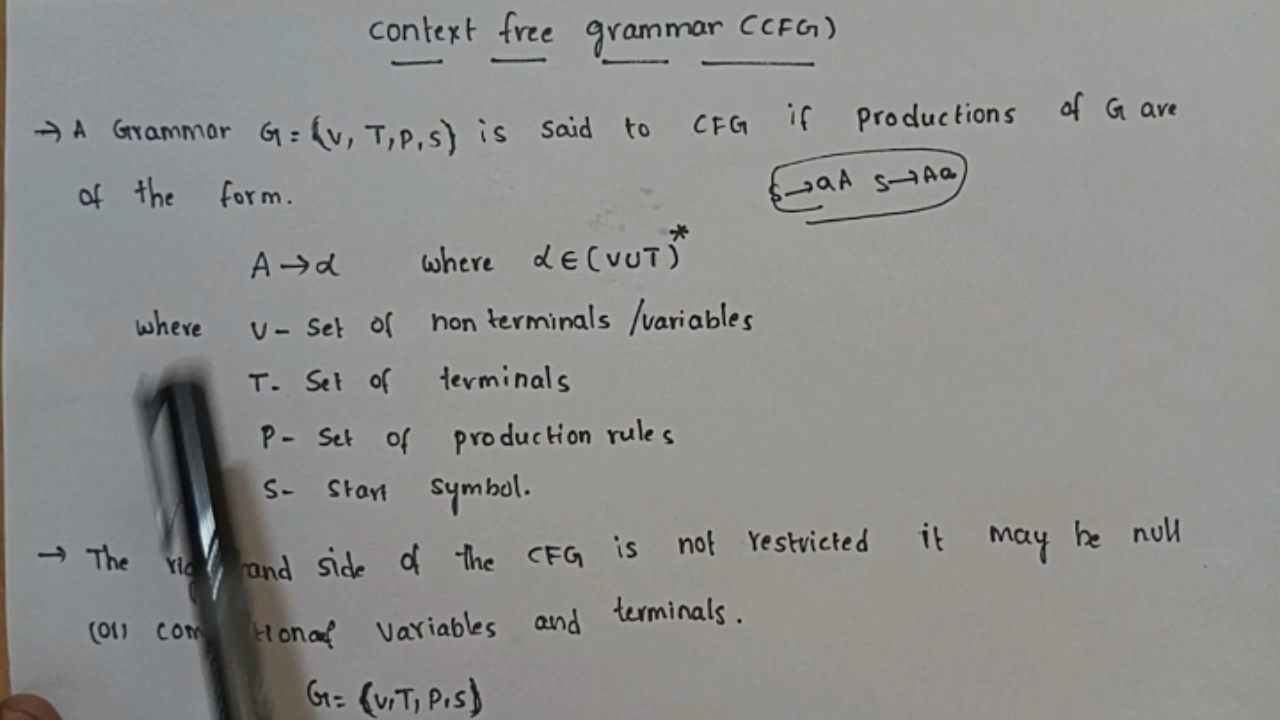 context free grammar (CFG)
→ A Grammar G = {V, T, P, S} is said to CFG if productions of G are
of the form.
S→aA S→Aa
A→α where α∈(VUT)*
where V- Set of non terminals /variables
T- Set of terminals
P- Set of production rules
S- Start symbol.
→ The side of the CFG is not restricted it may be null
(or) variables and terminals.
G= {V,T, P,S}